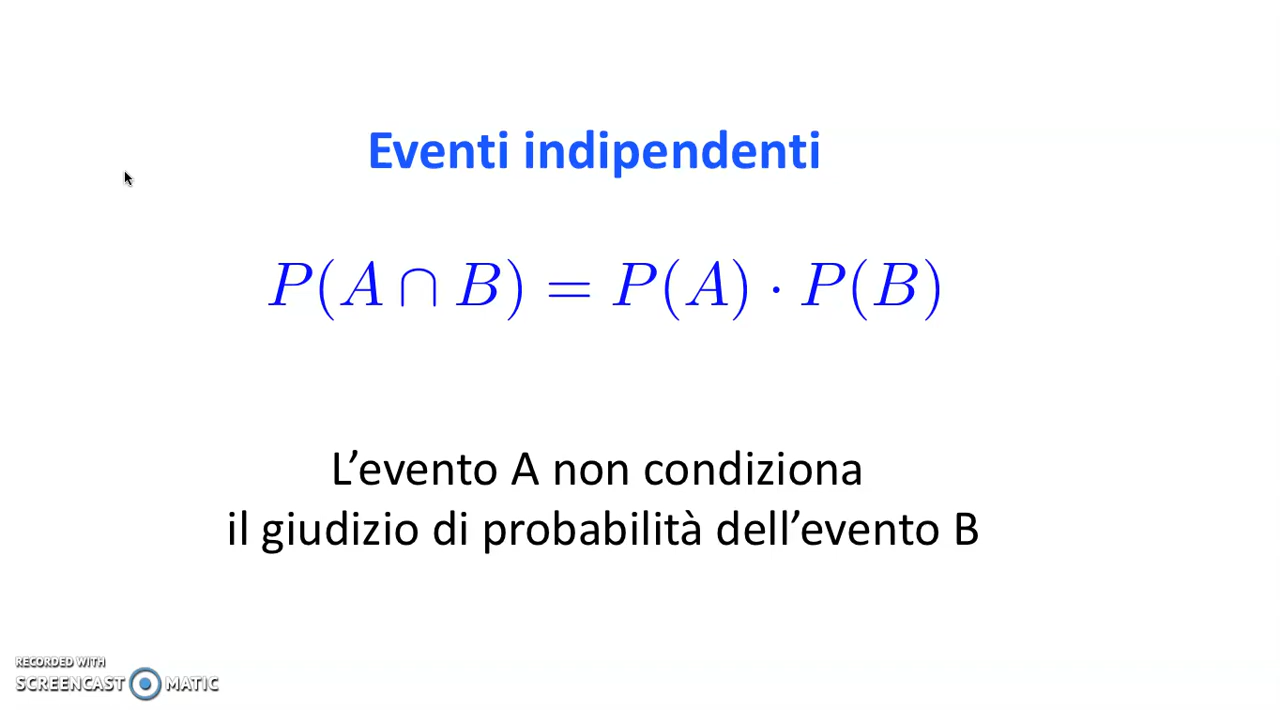 Eventi indipendenti
P(A ∩ B) = P(A) · P(B)
L’evento A non condiziona
il giudizio di probabilità dell’evento B
RECORDED WITH
SCREENCAST MATIC